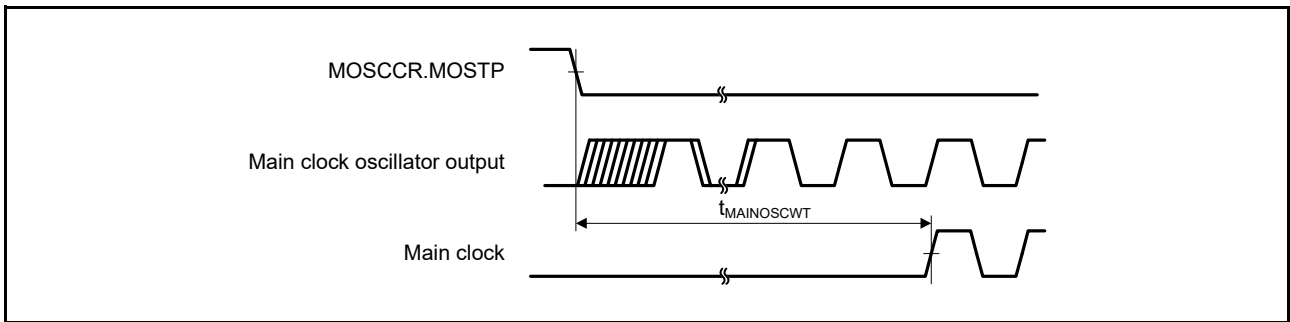 MOSCCR.MOSTP
Main clock oscillator output
tMAINOSCWT
Main clock